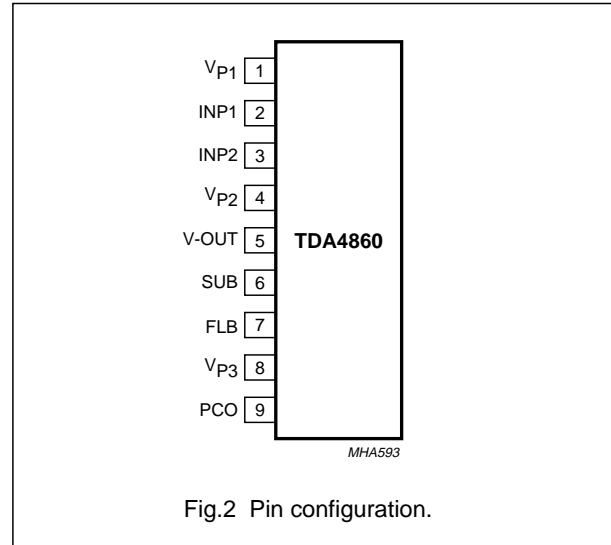 VP1 1
INP1 2
INP2 3
VP2 4
V-OUT 5 TDA4860
SUB 6
FLB 7
VP3 8
PCO 9
MHA593
Fig.2 Pin configuration.